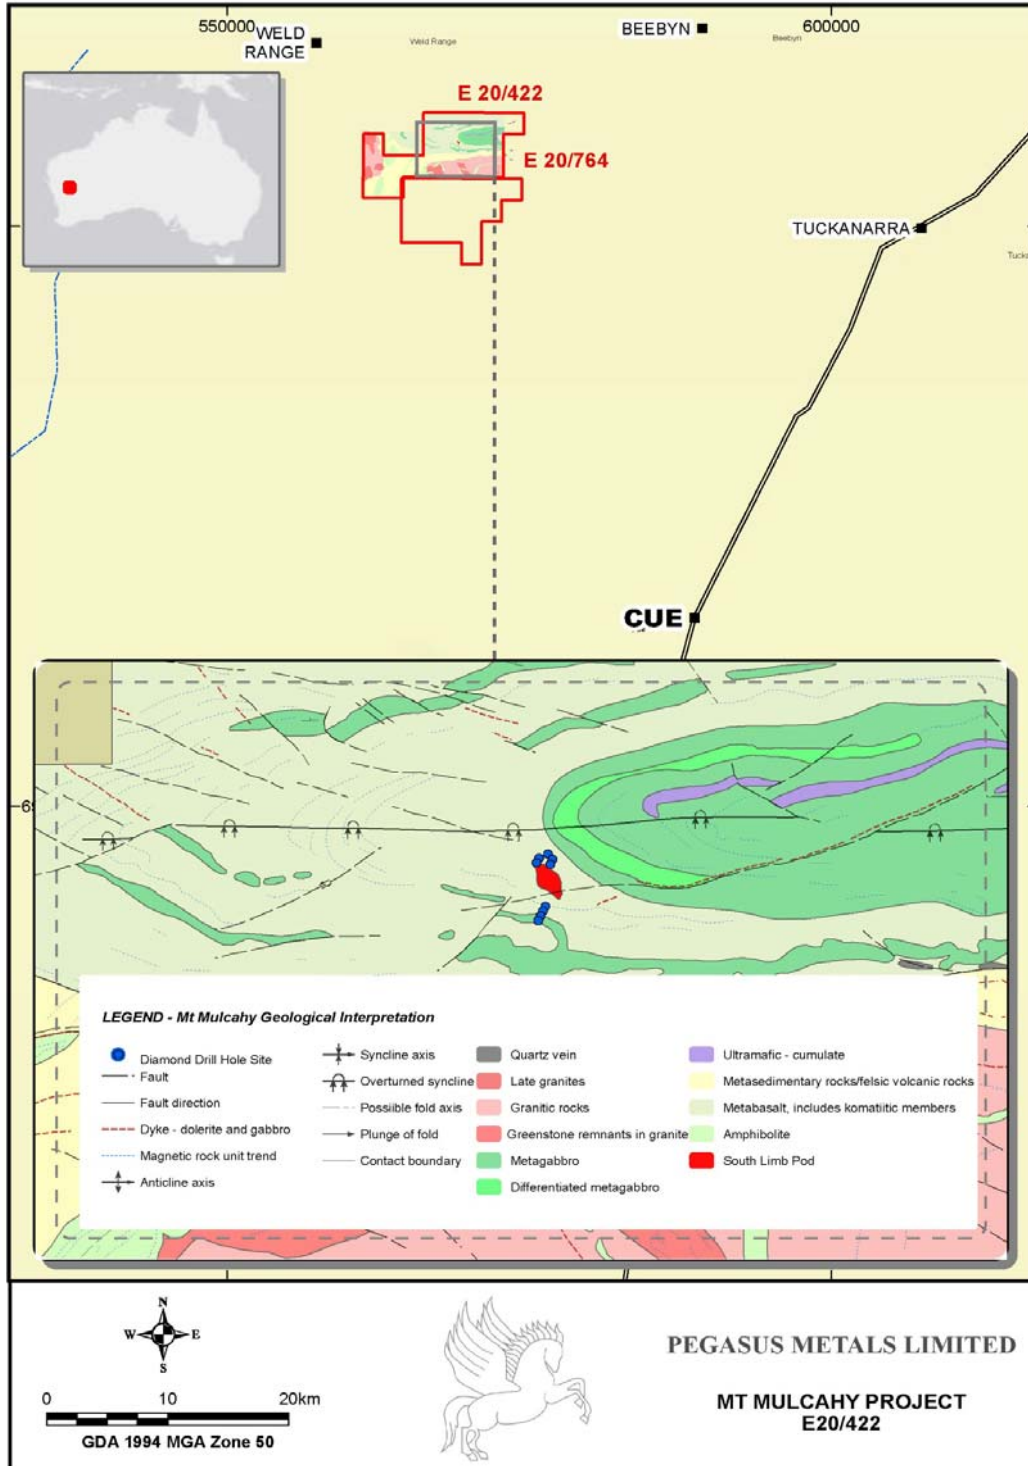 550000
600000
WELD
RANGE
Weld Range
BEEBYN
Beebyn
E 20/422
E 20/764
TUCKANARRA
CUE
LEGEND - Mt Mulcahy Geological Interpretation
Diamond Drill Hole Site
Fault
Fault direction
Dyke - dolerite and gabbro
Magnetic rock unit trend
Anticline axis
Syncline axis
Overturned syncline
Possiible fold axis
Plunge of fold
Contact boundary
Quartz vein
Late granites
Granitic rocks
Greenstone remnants in granite
Metagabbro
Differentiated metagabbro
Ultramafic - cumulate
Metasedimentary rocks/felsic volcanic rocks
Metabasalt, includes komatiitic members
Amphibolite
South Limb Pod
N
W E
S
0 10 20km
GDA 1994 MGA Zone 50
PEGASUS METALS LIMITED
MT MULCAHY PROJECT
E20/422